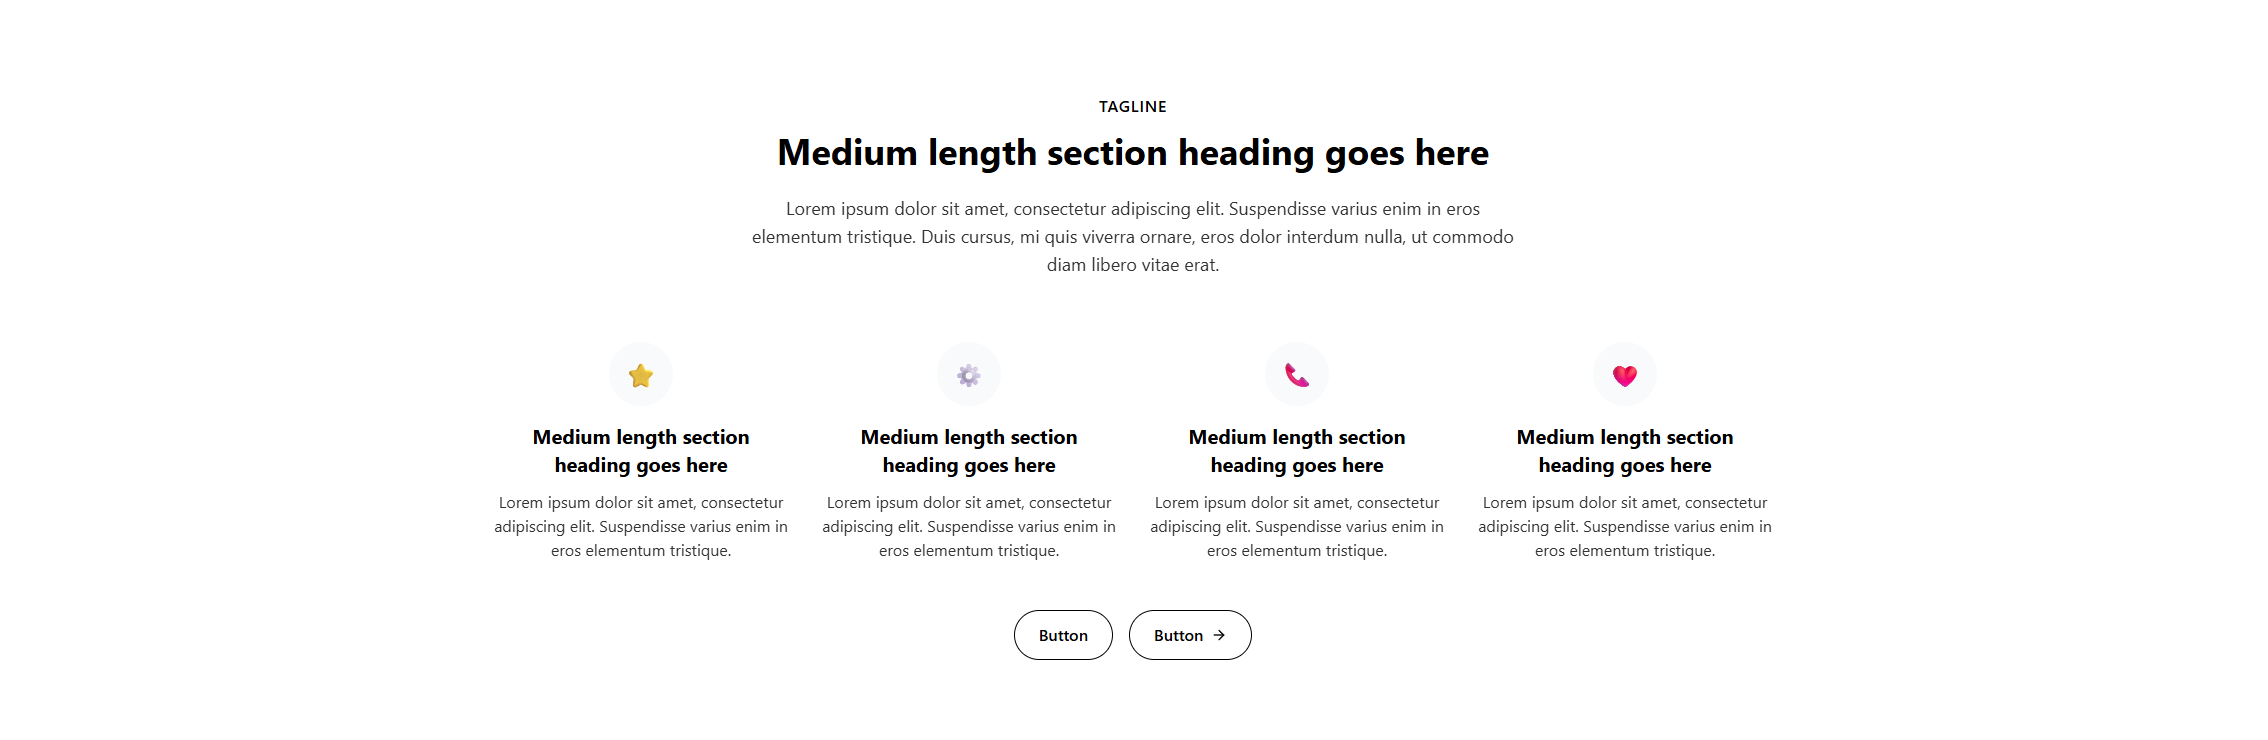 TAGLINE
Medium length section heading goes here
Lorem ipsum dolor sit amet, consectetur adipiscing elit. Suspendisse varius enim in eros
elementum tristique. Duis cursus, mi quis viverra ornare, eros dolor interdum nulla, ut commodo
diam libero vitae erat.
Medium length section
heading goes here
Lorem ipsum dolor sit amet, consectetur
adipiscing elit. Suspendisse varius enim in
eros elementum tristique.
Medium length section
heading goes here
Lorem ipsum dolor sit amet, consectetur
adipiscing elit. Suspendisse varius enim in
eros elementum tristique.
Medium length section
heading goes here
Lorem ipsum dolor sit amet, consectetur
adipiscing elit. Suspendisse varius enim in
eros elementum tristique.
Medium length section
heading goes here
Lorem ipsum dolor sit amet, consectetur
adipiscing elit. Suspendisse varius enim in
eros elementum tristique.
Button
Button